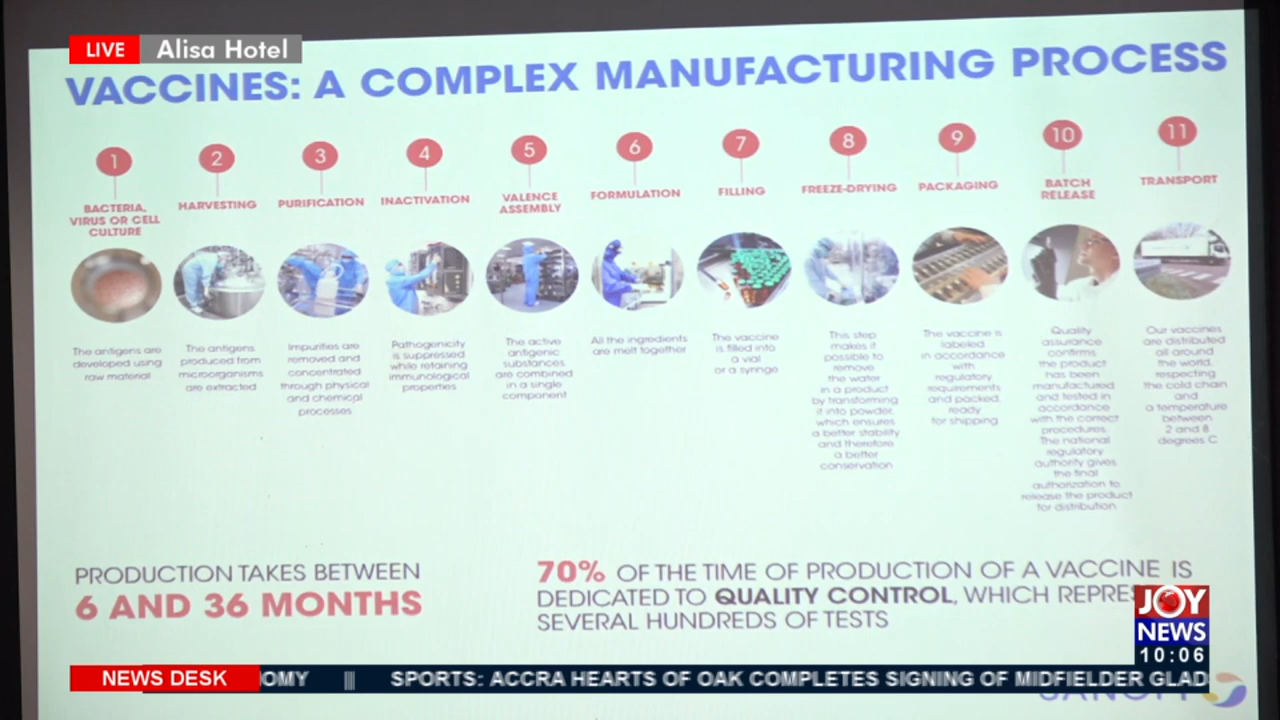 LIVE
Alisa Hotel
VACCINES: A COMPLEX MANUFACTURING PROCESS
1
BACTERIA,
VIRUS OR CELL
CULTURE
The antigens are
developed using
raw material
2
HARVESTING
The antigens
produced from
microorganisms
are extracted
3
PURIFICATION
Impurities are
removed and
concentrated
through physical
and chemical
processes
4
INACTIVATION
Pathogenicity
is suppressed
while retaining
immunological
properties
5
VALENCE
ASSEMBLY
The active
antigenic
substances
are combined
in a single
component
6
FORMULATION
All the ingredients
are melt together
7
FILLING
The vaccine
is filled into
a vial
or a syringe
8
FREEZE-DRYING
This step
makes it
possible to
remove
the water
in a product
by transforming
it into powder,
which ensures
a better stability
and therefore
a better
conservation
9
PACKAGING
The vaccine is
labeled
in accordance
with
regulatory
requirements
and packed,
ready
for shipping
10
BATCH
RELEASE
Quality
assurance
confirms
the product
has been
manufactured
and tested in
accordance
with the correct
procedures.
The national
regulatory
authority gives
the final
authorization to
release the product
for distribution
11
TRANSPORT
Our vaccines
are distributed
all around
the world,
respecting
the cold chain
and
a temperature
between
2 and 8
degrees C
PRODUCTION TAKES BETWEEN
6 AND 36 MONTHS
70% OF THE TIME OF PRODUCTION OF A VACCINE IS
DEDICATED TO QUALITY CONTROL, WHICH REPRE
SEVERAL HUNDREDS OF TESTS
JOY
NEWS
10:06
NEWS DESK
OMY ||| SPORTS: ACCRA HEARTS OF OAK COMPLETES SIGNING OF MIDFIELDER GLAD